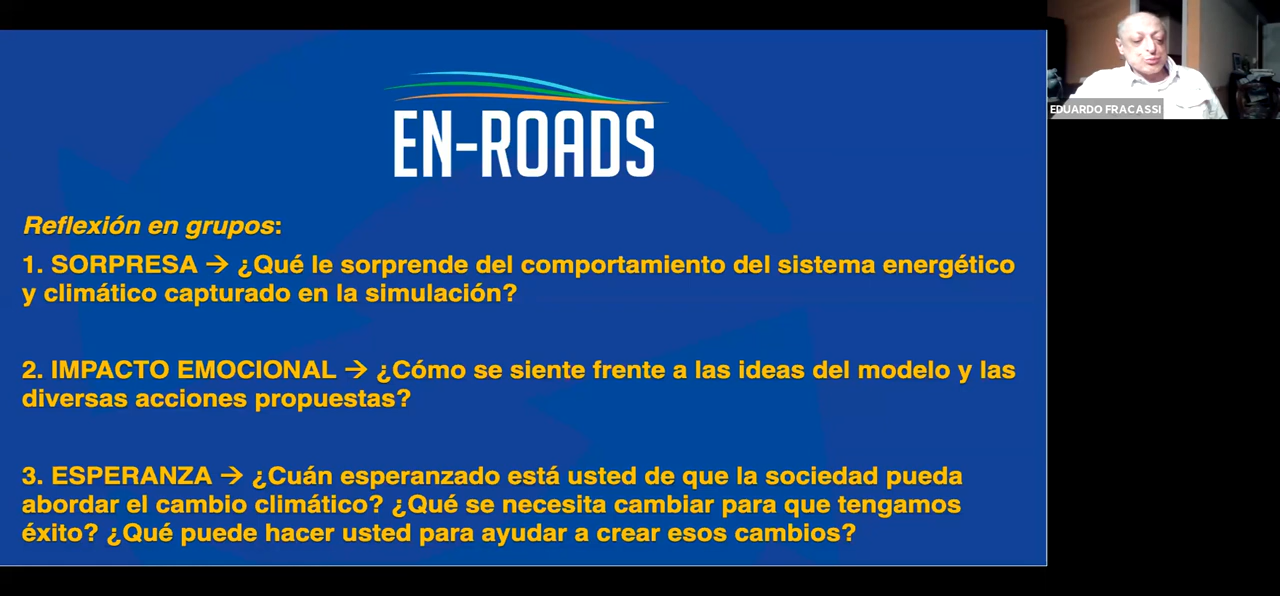 EN-ROADS
EDUARDO FRACASSI
Reflexión en grupos:
1. SORPRESA → ¿Qué le sorprende del comportamiento del sistema energético
y climático capturado en la simulación?
2. IMPACTO EMOCIONAL → ¿Cómo se siente frente a las ideas del modelo y las
diversas acciones propuestas?
3. ESPERANZA → ¿Cuán esperanzado está usted de que la sociedad pueda
abordar el cambio climático? ¿Qué se necesita cambiar para que tengamos
éxito? ¿Qué puede hacer usted para ayudar a crear esos cambios?